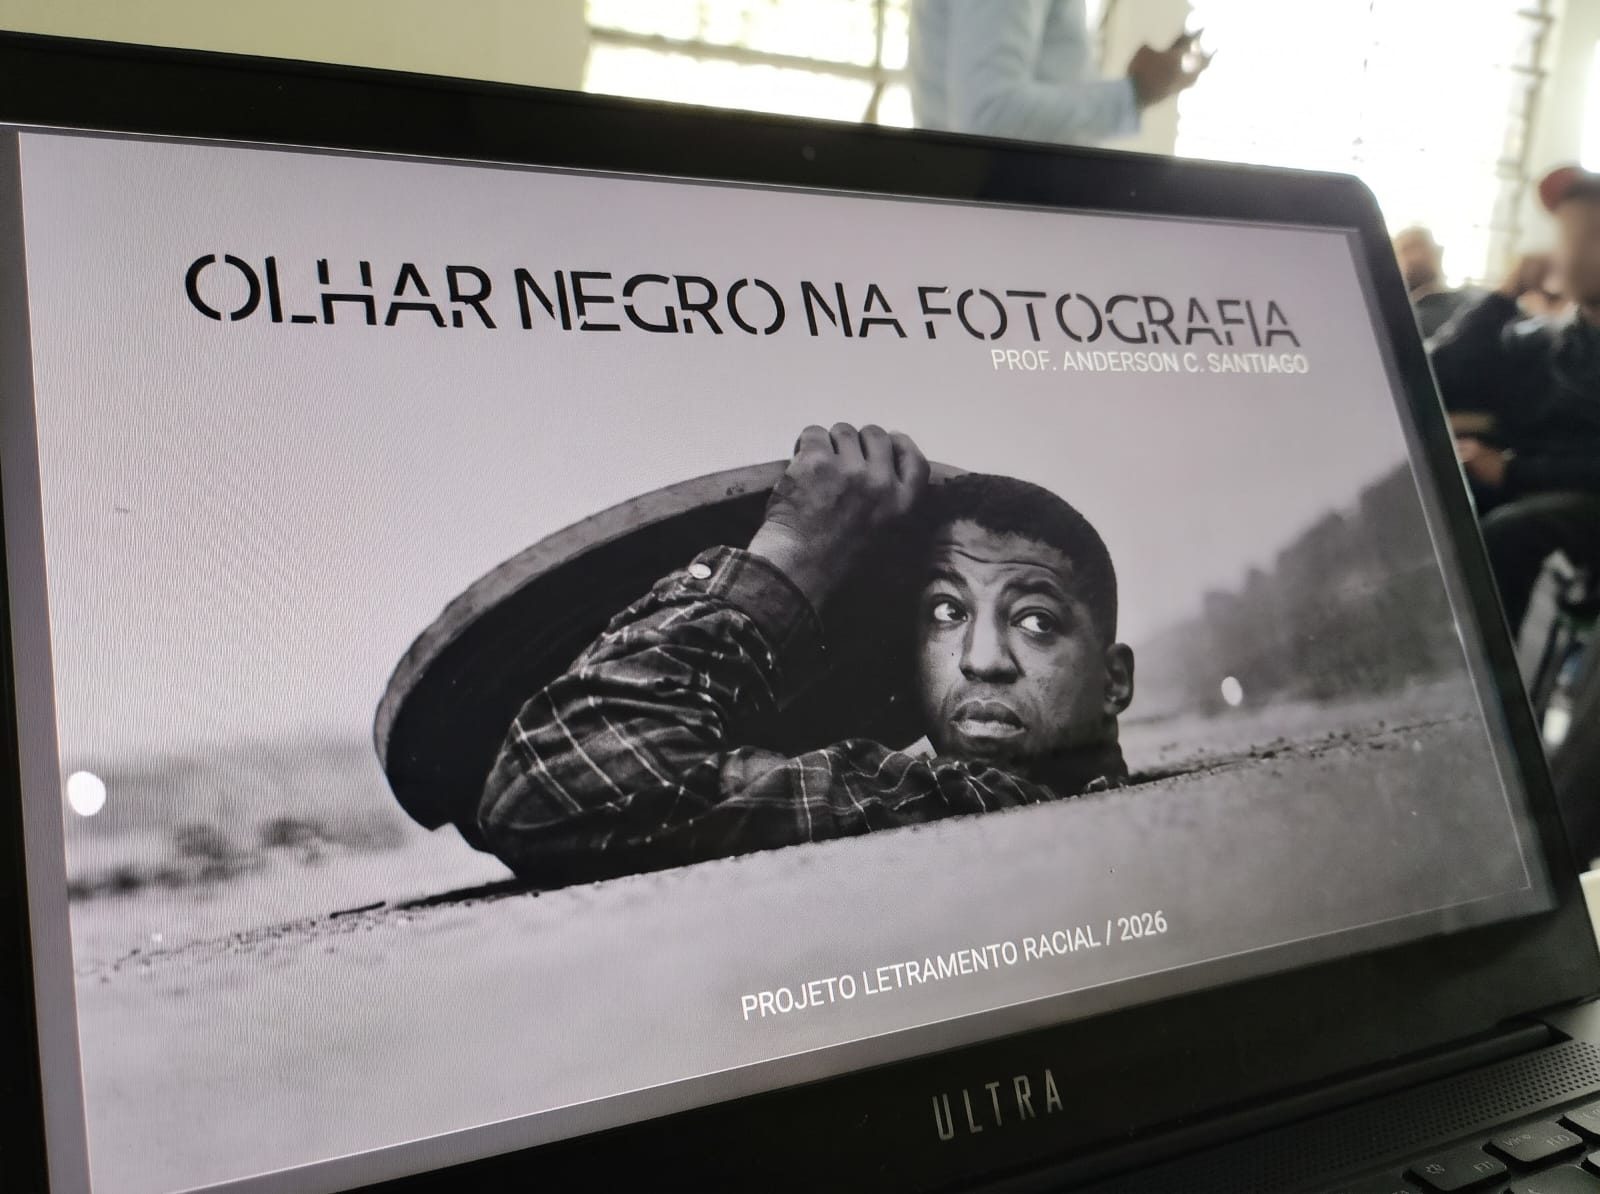 OLHAR NEGRO NA FOTOGRAFIA
PROF. ANDERSON C. SANTIAGO
PROJETO LETRAMENTO RACIAL / 2026
ULTRA